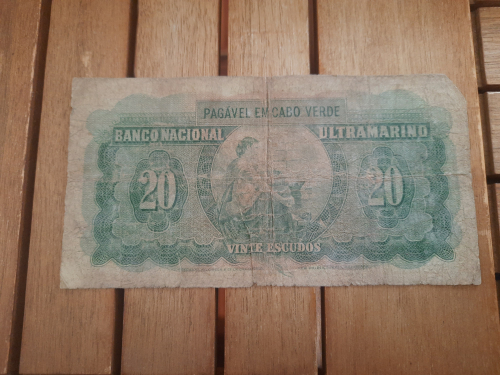 PAGÁVEL EM CABO VERDE
BANCO NACIONAL ULTRAMARINO
20 20
VINTE ESCUDOS